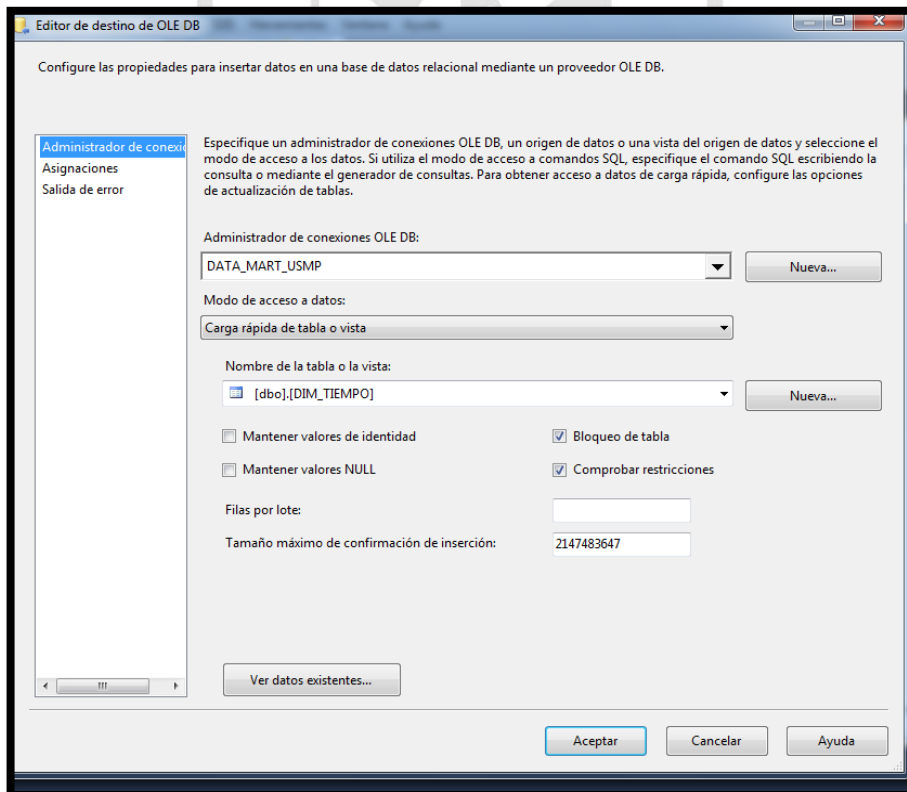 Editor de destino de OLE DB
Configure las propiedades para insertar datos en una base de datos relacional mediante un proveedor OLE DB.
Administrador de conexic
Asignaciones
Salida de error
Especifique un administrador de conexiones OLE DB, un origen de datos o una vista del origen de datos y seleccione el
modo de acceso a los datos. Si utiliza el modo de acceso a comandos SQL, especifique el comando SQL escribiendo la
consulta o mediante el generador de consultas. Para obtener acceso a datos de carga rápida, configure las opciones
de actualización de tablas.
Administrador de conexiones OLE DB:
DATA_MART_USMP
Nueva...
Modo de acceso a datos:
Carga rápida de tabla o vista
Nombre de la tabla o la vista:
[dbo].[DIM_TIEMPO]
Nueva...
Mantener valores de identidad
Bloqueo de tabla
Mantener valores NULL
Comprobar restricciones
Filas por lote:
Tamaño máximo de confirmación de inserción:
2147483647
Ver datos existentes...
Aceptar
Cancelar
Ayuda